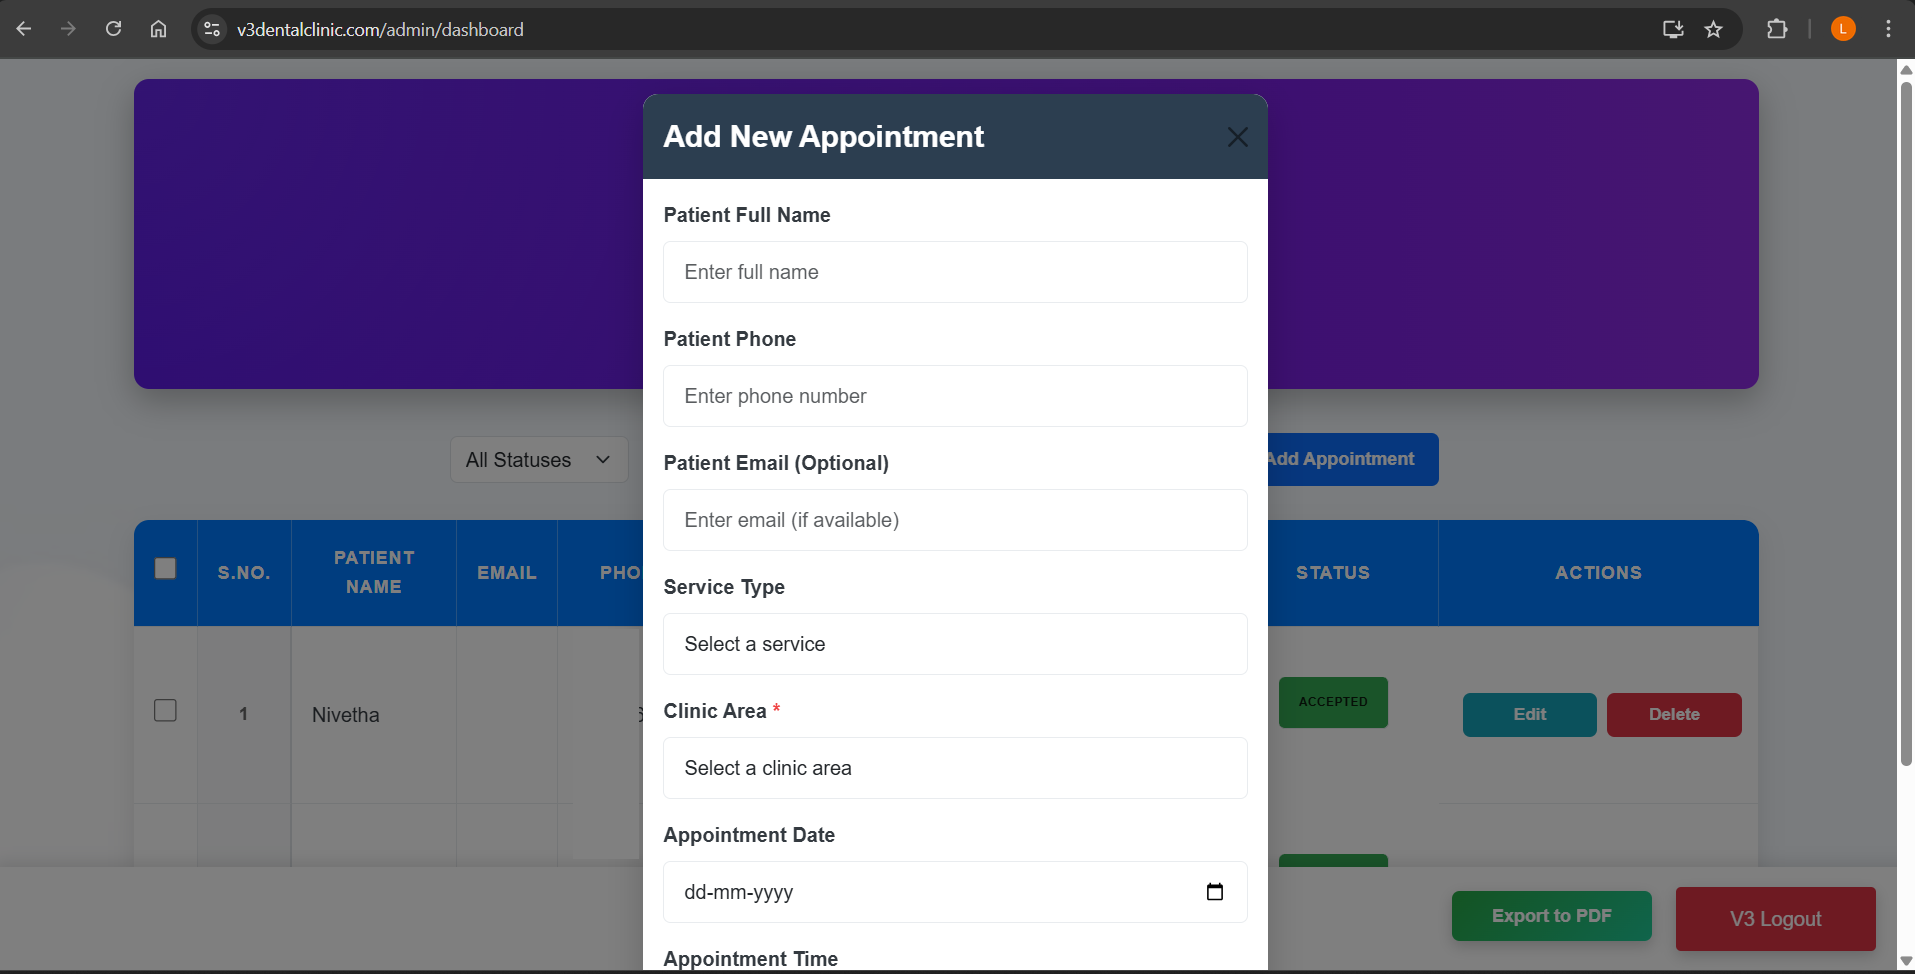 v3dentalclinic.com/admin/dashboard
L
Add New Appointment
Patient Full Name
Enter full name
Patient Phone
Enter phone number
Patient Email (Optional)
Enter email (if available)
Service Type
Select a service
Clinic Area *
Select a clinic area
Appointment Date
dd-mm-yyyy
Appointment Time
All Statuses
Add Appointment
S.NO.
PATIENT
NAME
EMAIL
PHO
STATUS
ACTIONS
1
Nivetha
ACCEPTED
Edit
Delete
Export to PDF
V3 Logout